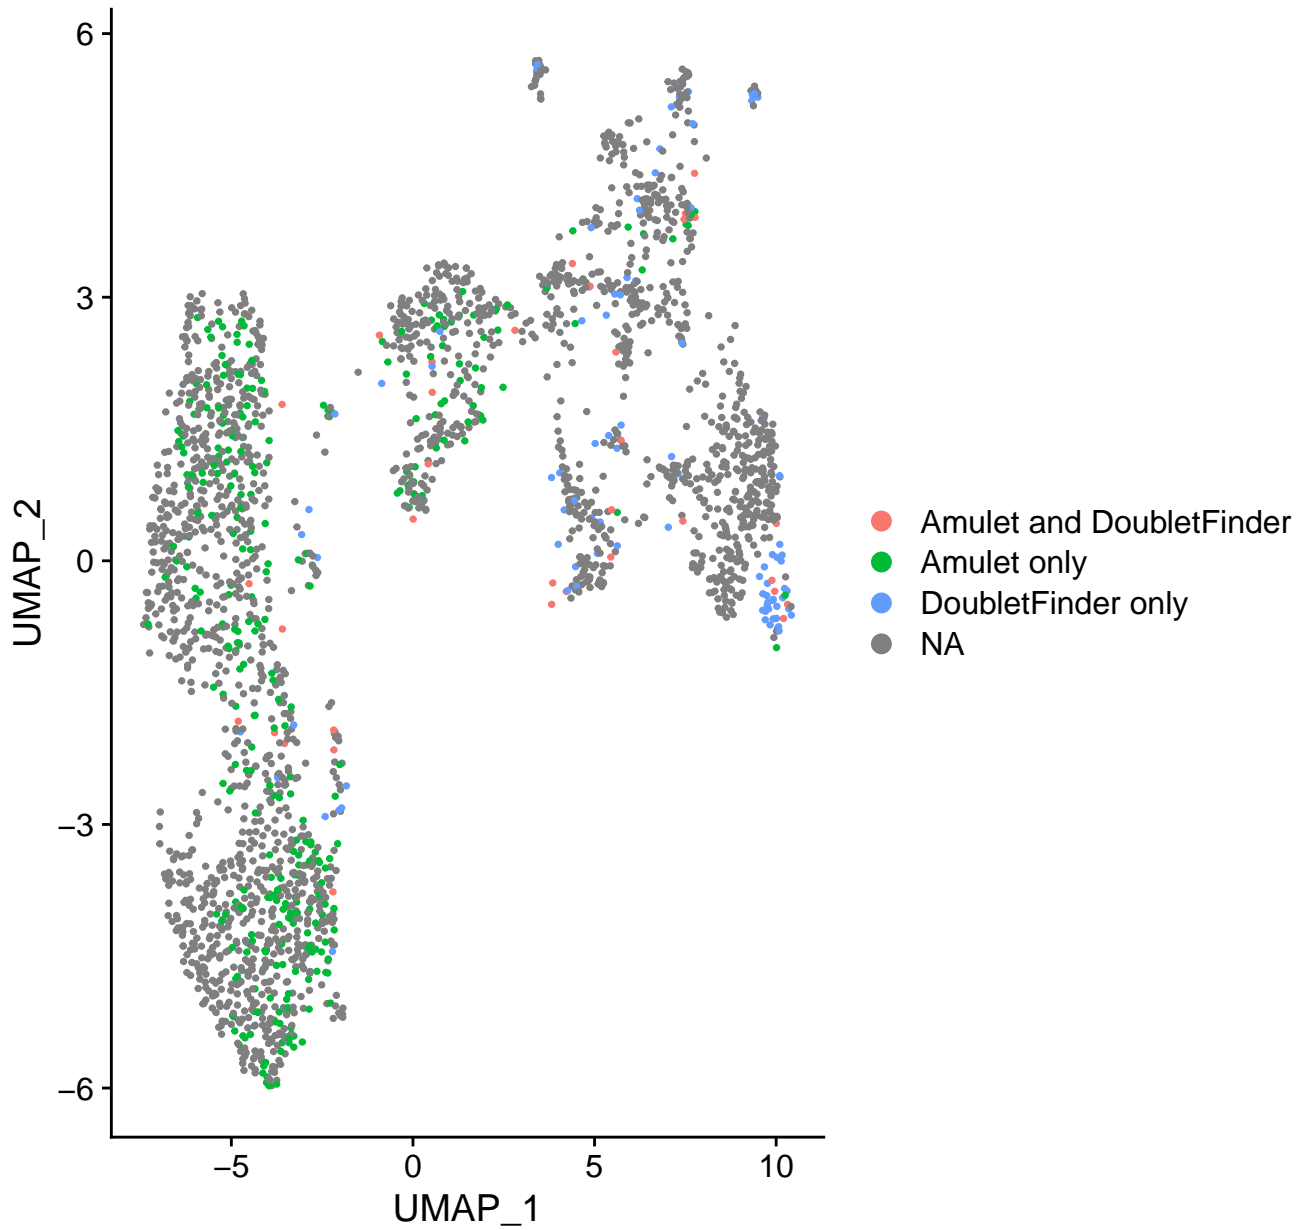 6
3
0
−3
−6
UMAP_2
−5
0
5
10
UMAP_1
Amulet and DoubletFinder
Amulet only
DoubletFinder only
NA